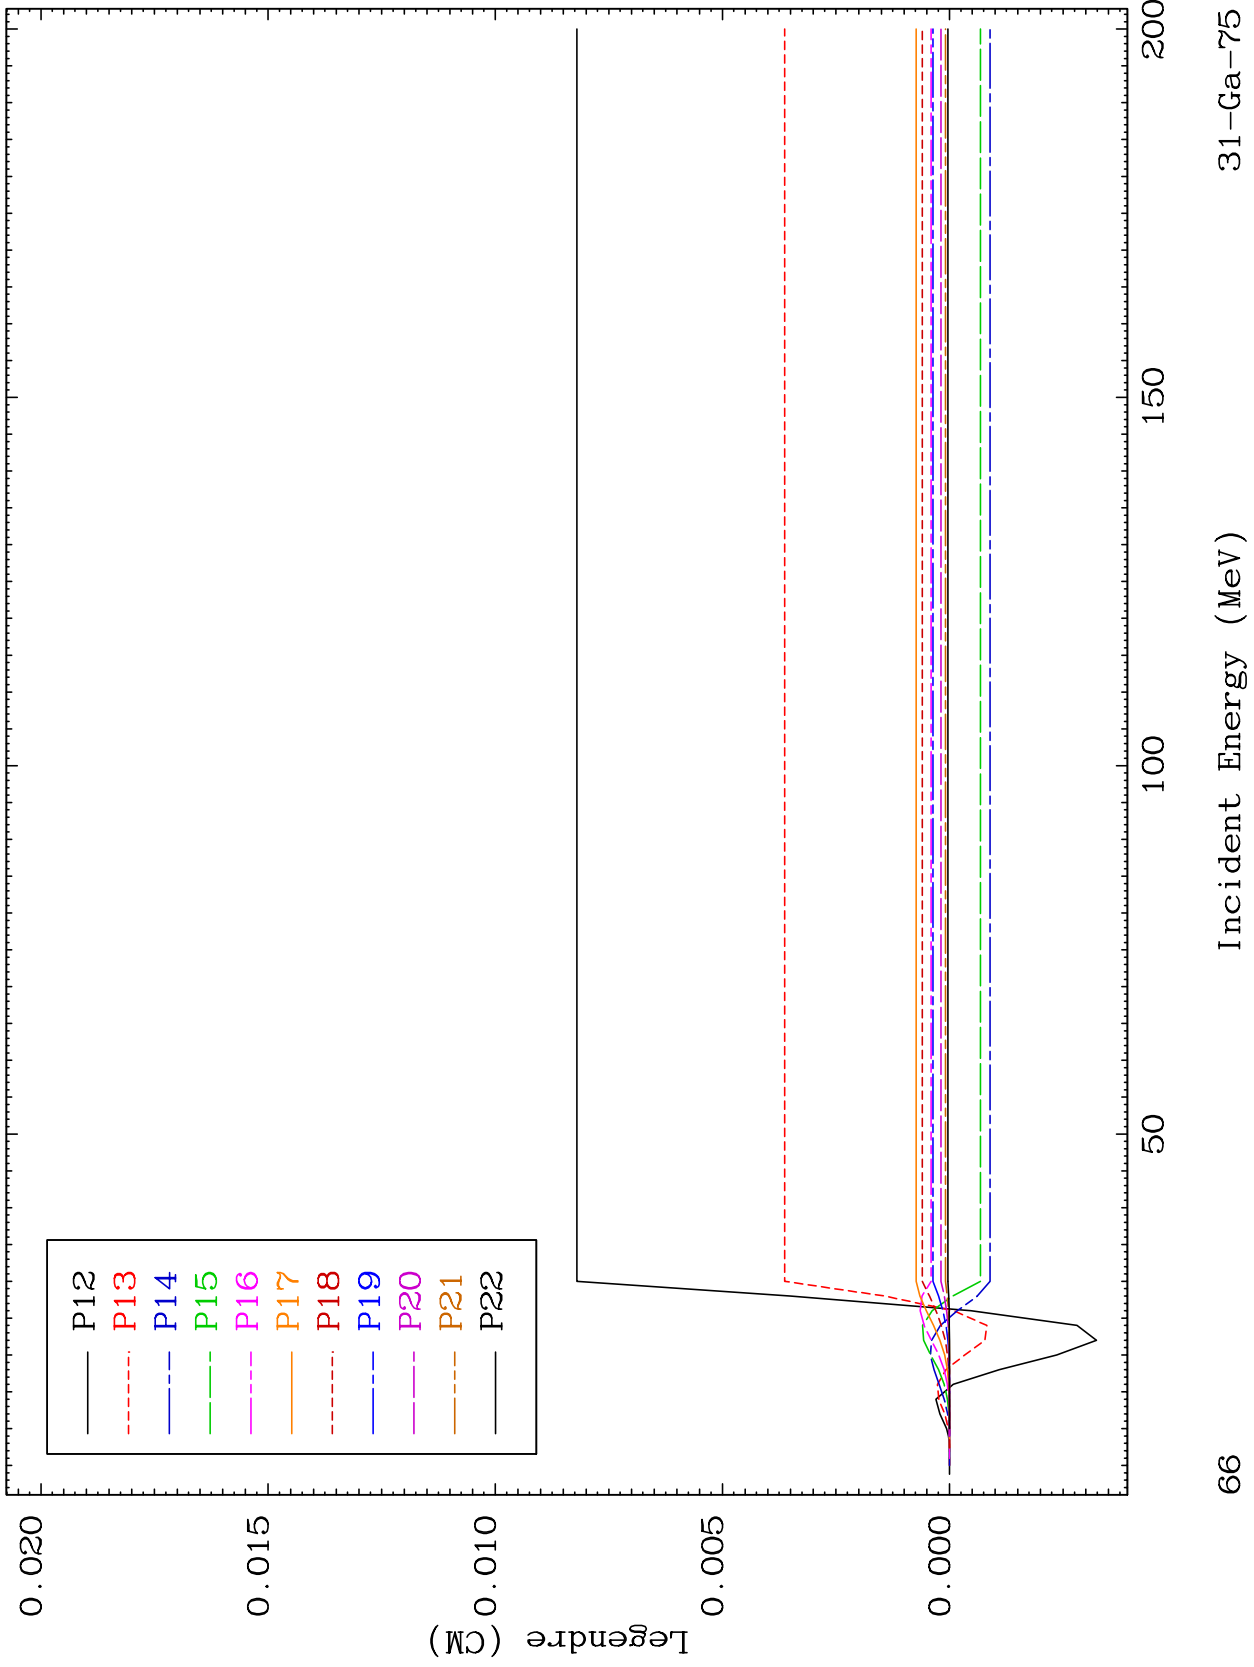 0.020
0.015
0.010
0.005
0.000
Legendre (CM)
P12
P13
P14
P15
P16
P17
P18
P19
P20
P21
P22
50
100
150
200
66
Incident Energy (MeV)
31-Ga-75